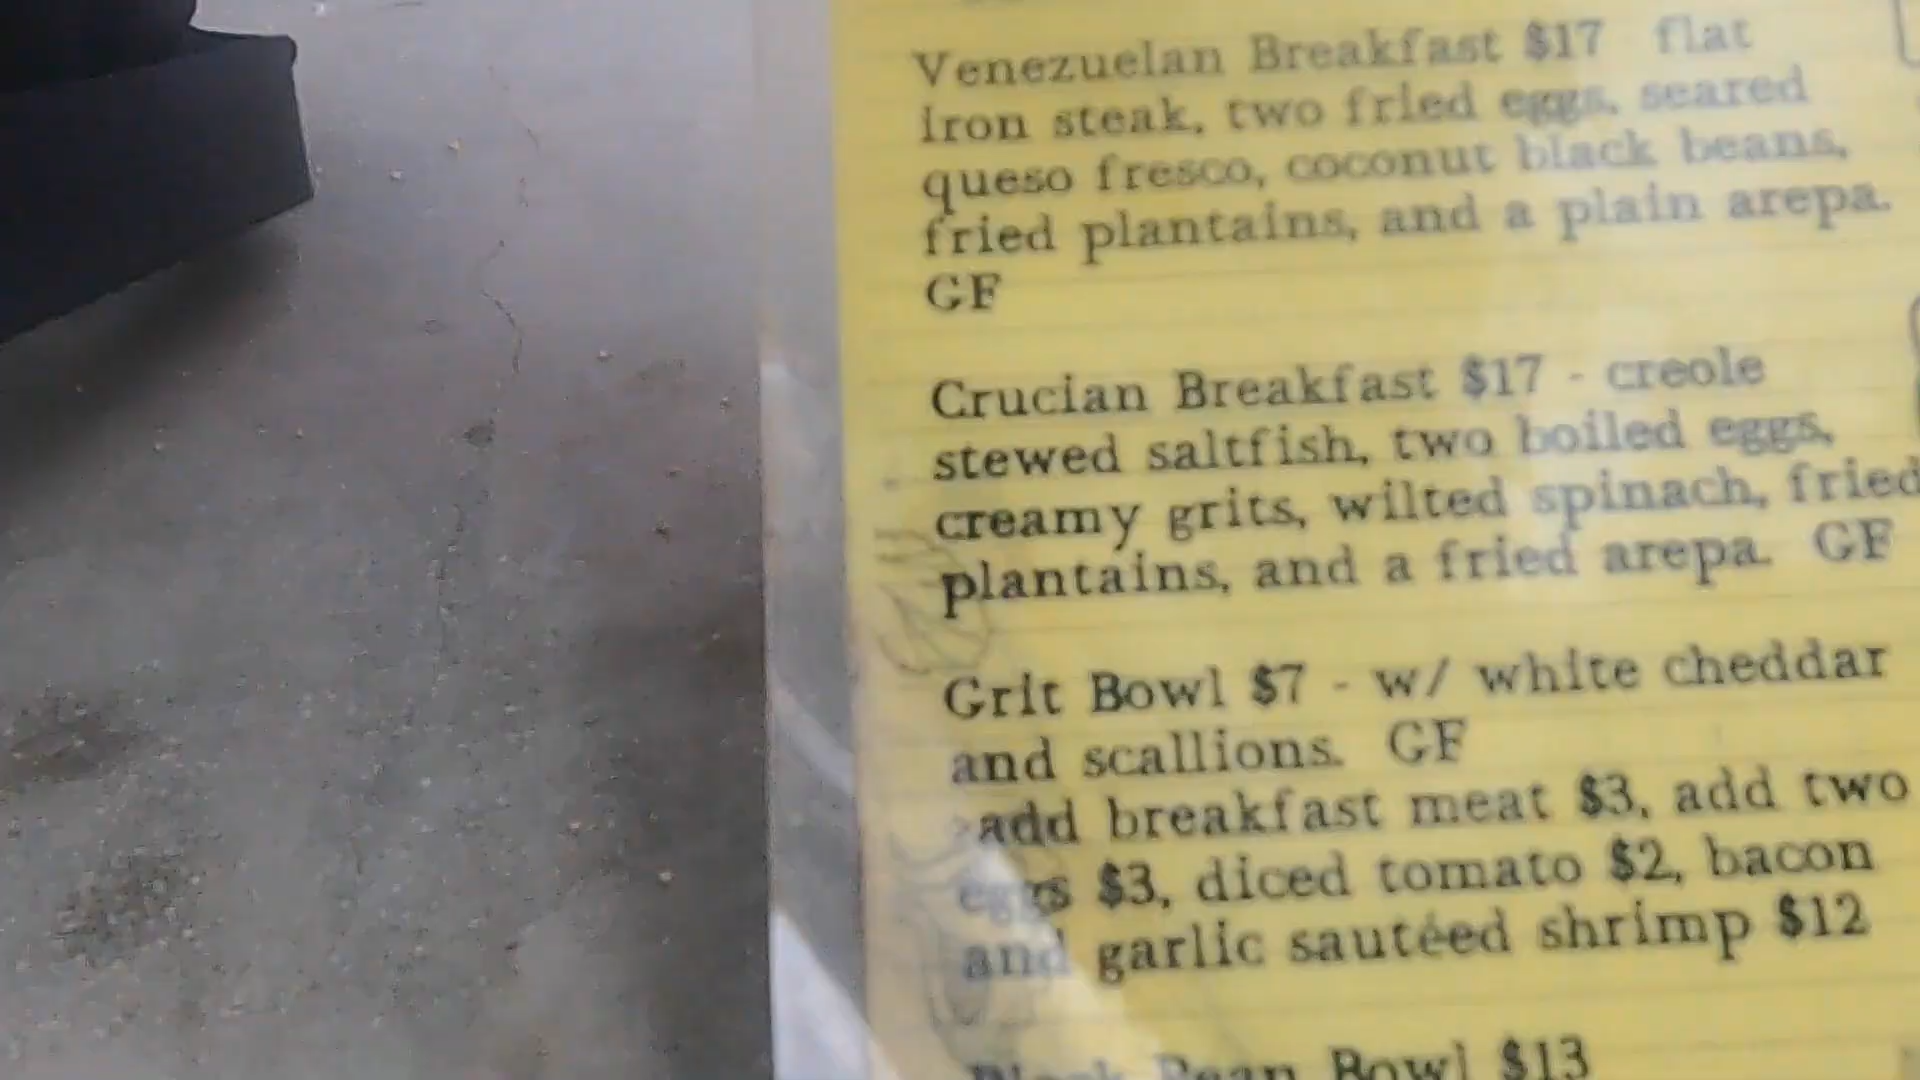 Venezuelan Breakfast $17 flat
iron steak, two fried eggs, seared
queso fresco, coconut black beans,
fried plantains, and a plain arepa.
GF
Crucian Breakfast $17 - creole
stewed saltfish, two boiled eggs,
creamy grits, wilted spinach, fried
plantains, and a fried arepa. GF
Grit Bowl $7 - w/ white cheddar
and scallions. GF
add breakfast meat $3, add two
eggs $3, diced tomato $2, bacon
and garlic sautéed shrimp $12
Black Bean Bowl $13